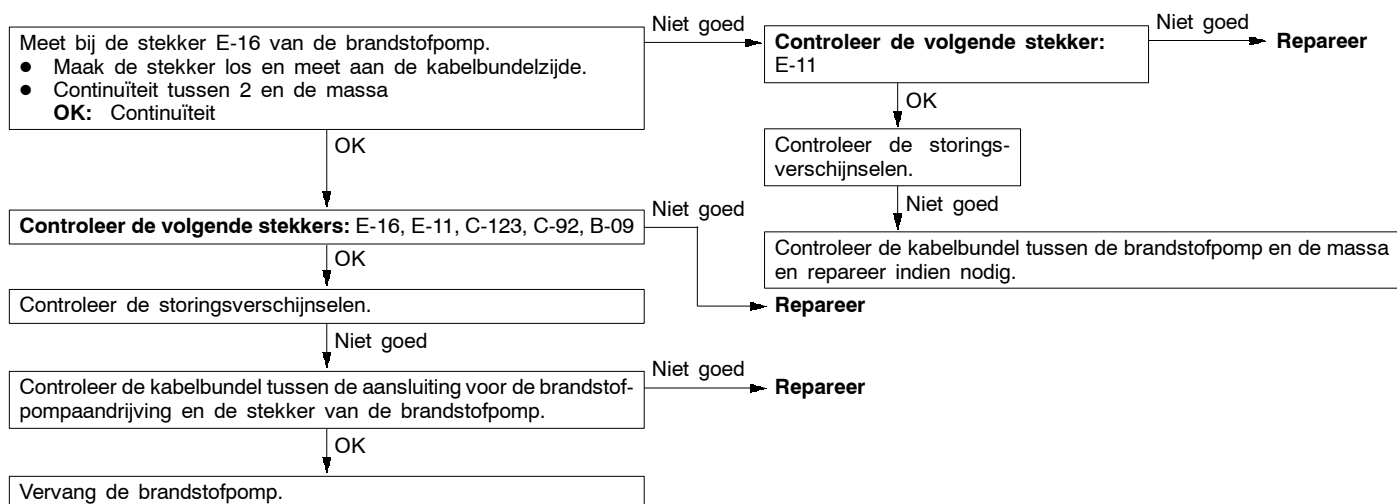 Meet bij de stekker E-16 van de brandstofpomp.
● Maak de stekker los en meet aan de kabelbundelzijde.
● Continuïteit tussen 2 en de massa
OK: Continuïteit
Niet goed
Controleer de volgende stekker:
E-11
Niet goed
Repareer
OK
Controleer de storings-
verschijnselen.
Niet goed
Controleer de kabelbundel tussen de brandstofpomp en de massa
en repareer indien nodig.
OK
Controleer de volgende stekkers: E-16, E-11, C-123, C-92, B-09
Niet goed
Repareer
OK
Controleer de storingsverschijnselen.
Niet goed
Controleer de kabelbundel tussen de aansluiting voor de brandstof-
pompaandrijving en de stekker van de brandstofpomp.
Niet goed
Repareer
OK
Vervang de brandstofpomp.